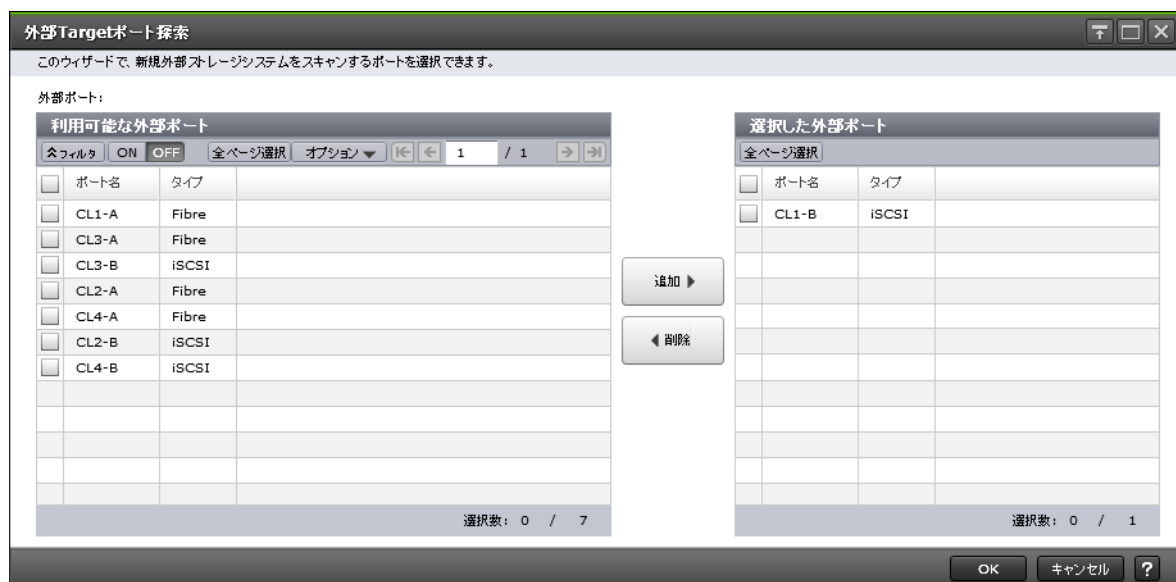 外部Targetポート探索
このウィザードで、新規外部ストレージシステムをスキャンするポートを選択できます。
外部ポート:
利用可能な外部ポート
フィルタ ON OFF 全ページ選択 オプション 1 / 1
ポート名 タイプ
CL1-A Fibre
CL3-A Fibre
CL3-B iSCSI
CL2-A Fibre
CL4-A Fibre
CL2-B iSCSI
CL4-B iSCSI
選択数: 0 / 7
追加
削除
選択した外部ポート
全ページ選択
ポート名 タイプ
CL1-B iSCSI
選択数: 0 / 1
OK キャンセル ?